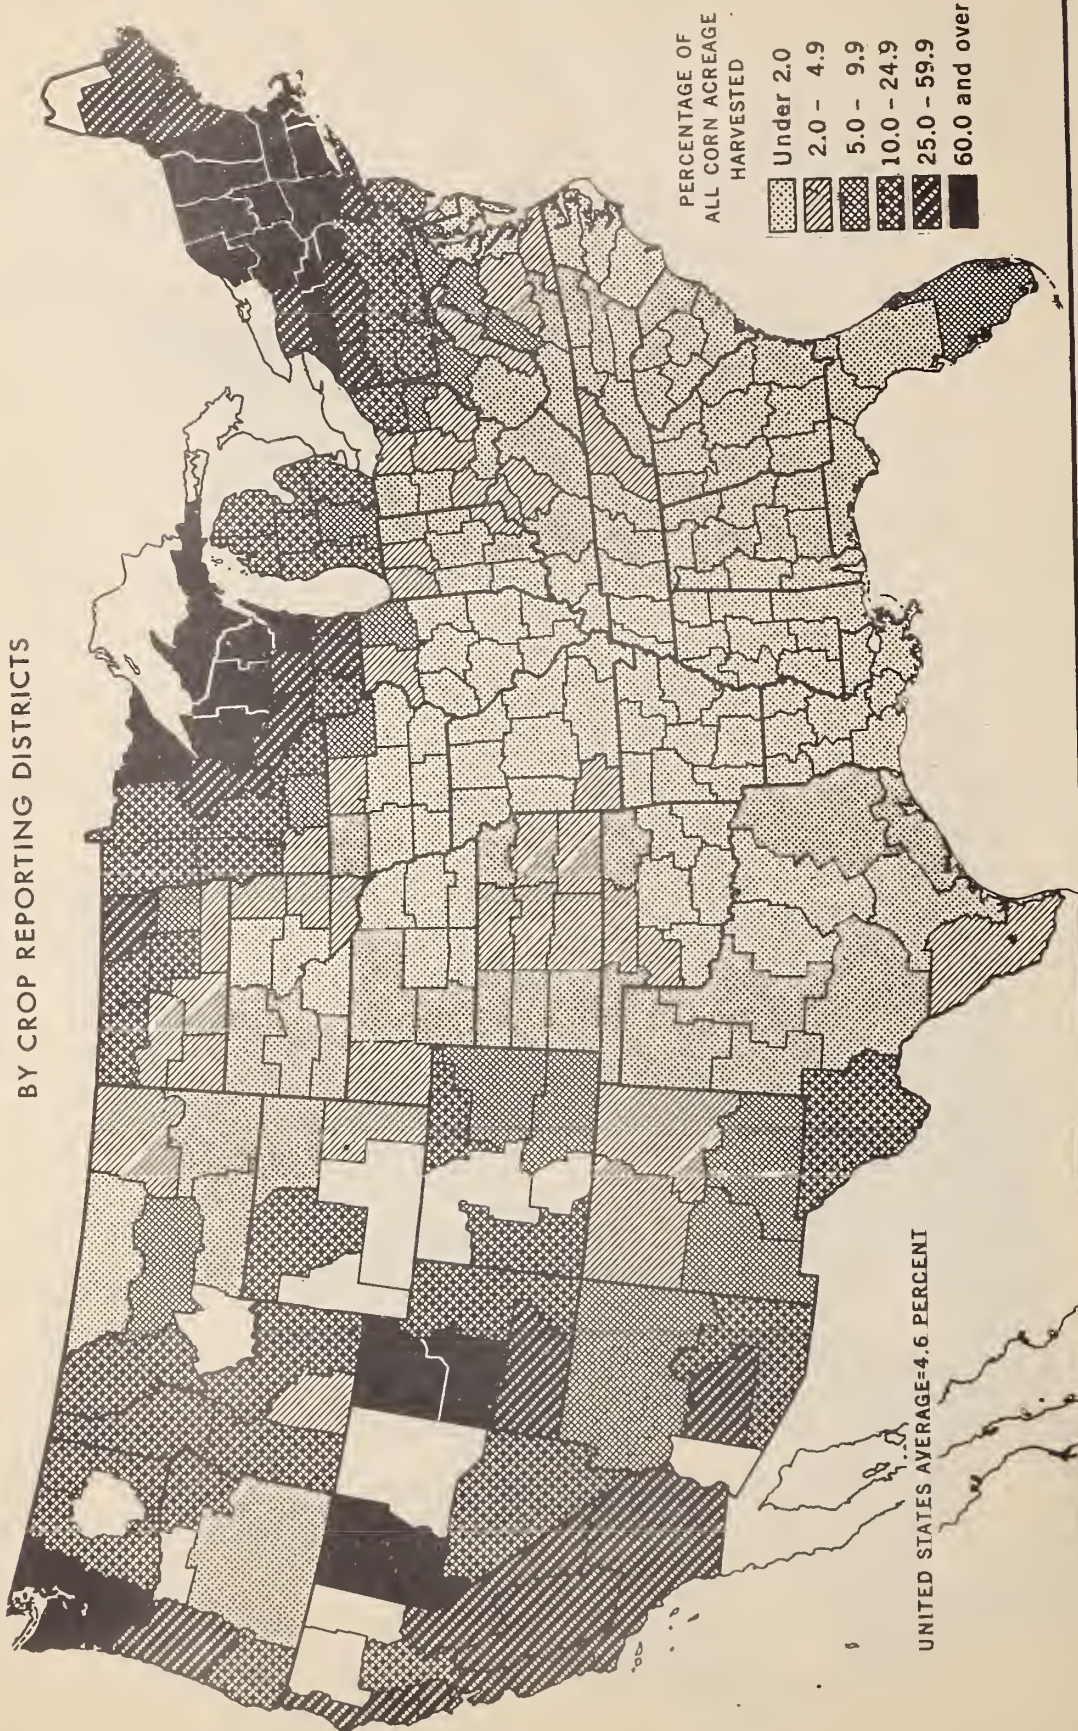 BY CROP REPORTING DISTRICTS
PERCENTAGE OF
ALL CORN ACREAGE
HARVESTED
Under 2.0
2.0 - 4.9
5.0 - 9.9
10.0 - 24.9
25.0 - 59.9
60.0 and over
UNITED STATES AVERAGE=4.6 PERCENT